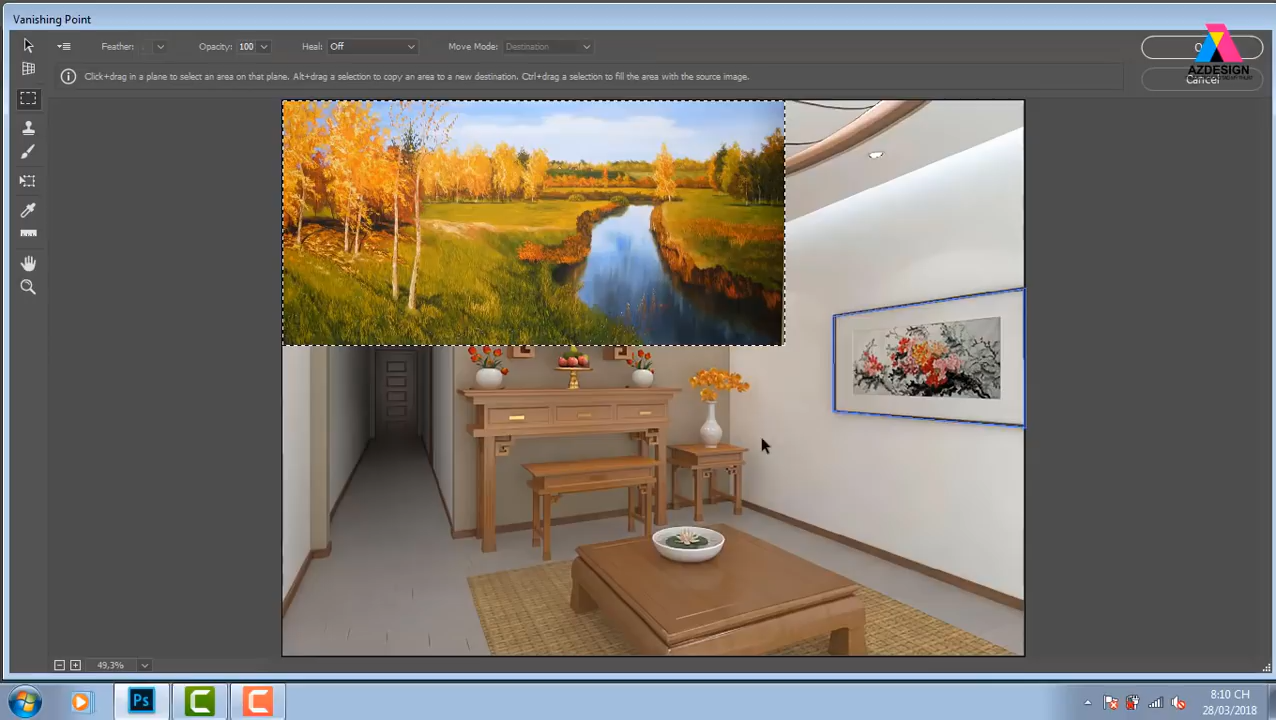 Vanishing Point
Feather: Opacity: 100 Heal: Off Move Mode: Destination
Click+drag in a plane to select an area on that plane. Alt+drag a selection to copy an area to a new destination. Ctrl+drag a selection to fill the area with the source image.
AZDESIGN
Cancel
49,3%
Ps
8:10 CH
28/03/2018